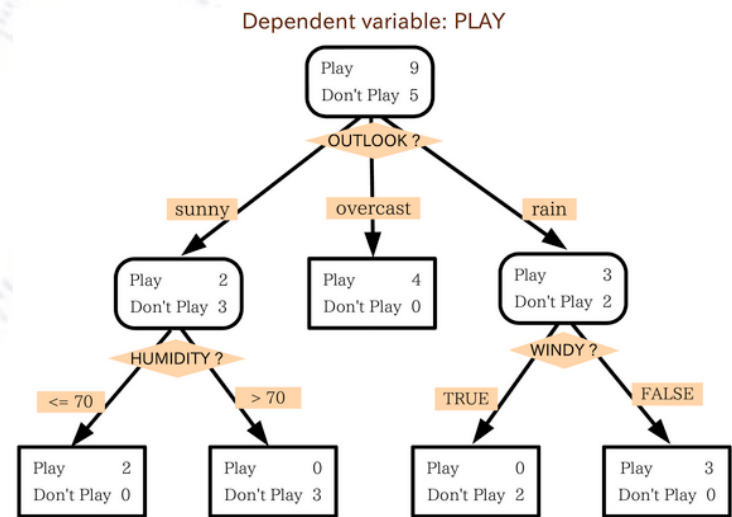 Dependent variable: PLAY
Play 9
Don't Play 5
OUTLOOK ?
sunny
overcast
rain
Play 2
Don't Play 3
Play 4
Don't Play 0
Play 3
Don't Play 2
HUMIDITY ?
WINDY ?
<= 70
> 70
TRUE
FALSE
Play 2
Don't Play 0
Play 0
Don't Play 3
Play 0
Don't Play 2
Play 3
Don't Play 0